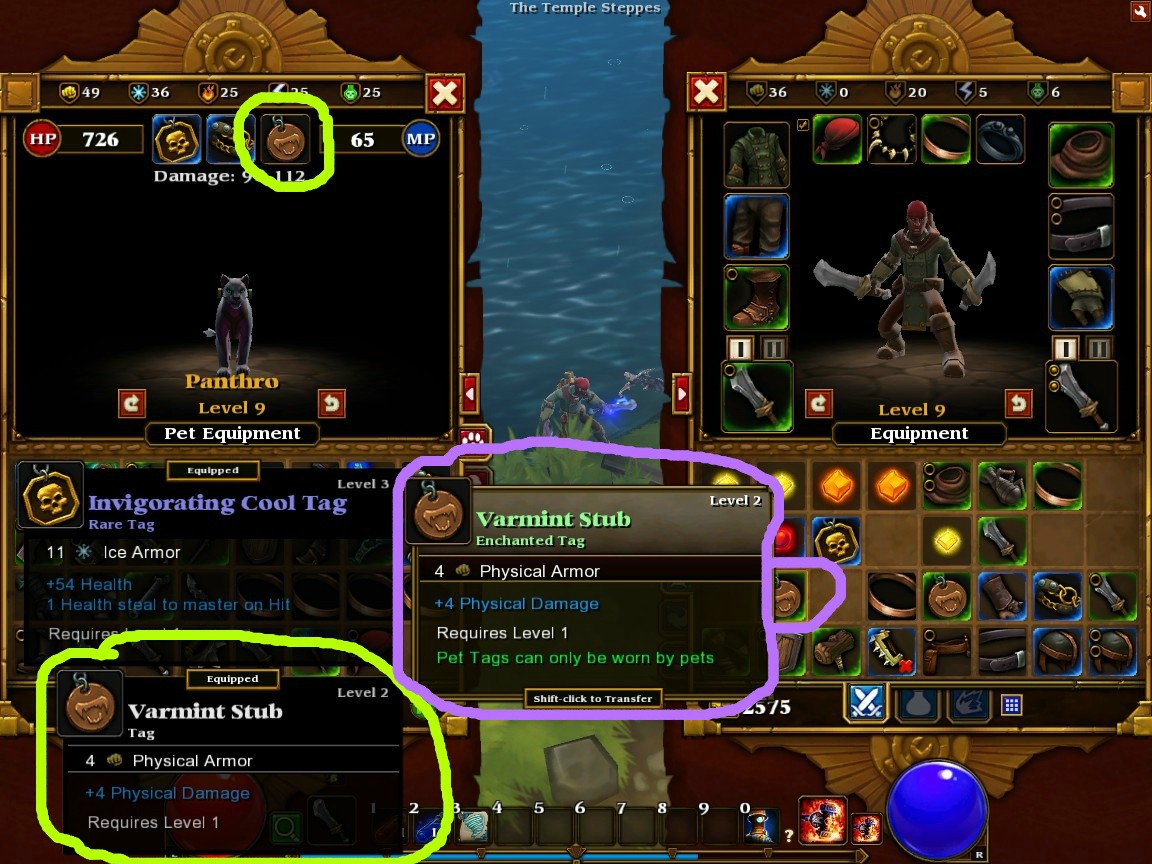 The Temple Steppes
49 36 25 25 25
36 0 20 5 6
HP 726 65 MP
Damage: 112
Panthro
Level 9
Pet Equipment
Level 9
Equipment
Equipped
Level 3
Invigorating Cool Tag
Rare Tag
11 Ice Armor
+54 Health
1 Health steal to master on Hit
Requires Level 1
Level 2
Varmint Stub
Enchanted Tag
4 Physical Armor
+4 Physical Damage
Requires Level 1
Pet Tags can only be worn by pets
Shift-click to Transfer
Equipped
Level 2
Varmint Stub
Tag
4 Physical Armor
+4 Physical Damage
Requires Level 1
2575
1 2 3 4 5 6 7 8 9 0
?
R